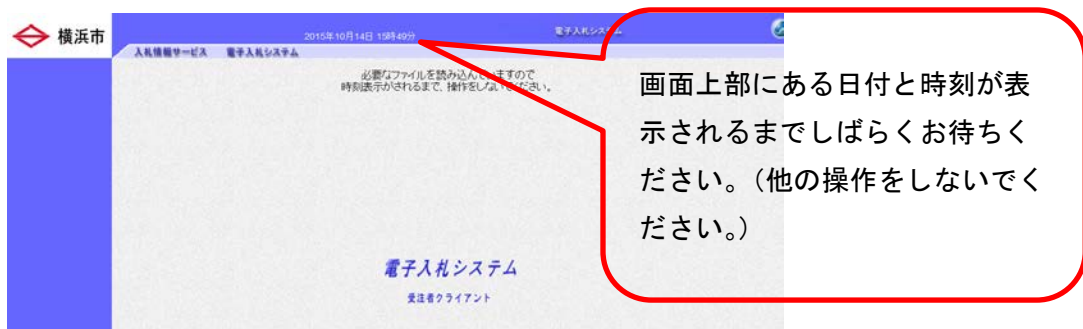 横浜市
2015年10月14日 15時49分
電子入札システム
入札情報サービス 電子入札システム
必要なファイルを読み込んでいますので
時刻表示がされるまで、操作をしないでください。
画面上部にある日付と時刻が表
示されるまでしばらくお待ちく
ださい。(他の操作をしないでく
ださい。)
電子入札システム
受注者クライアント